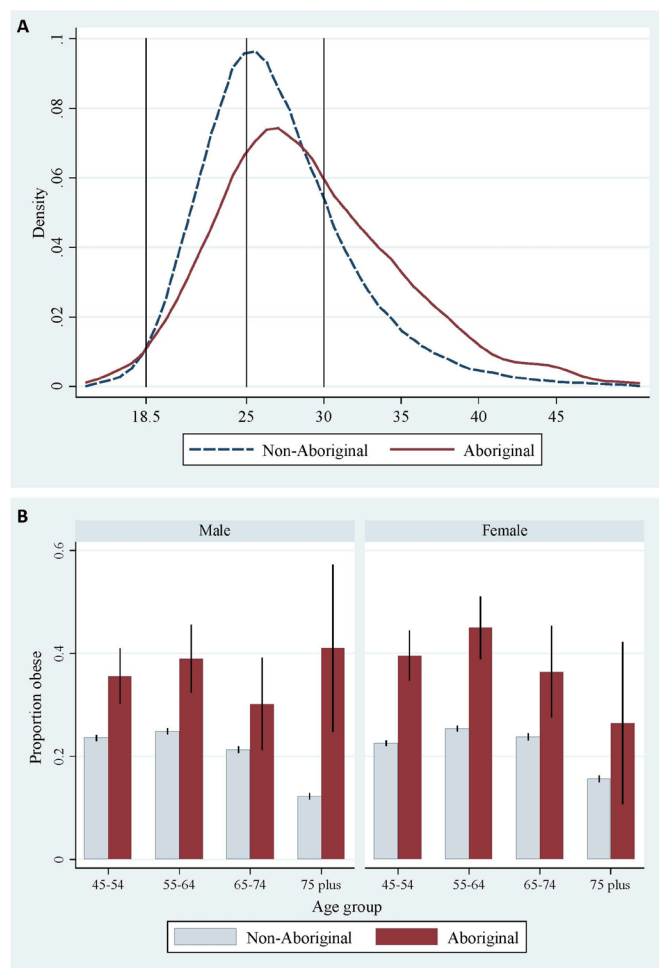 A
.1
.08
.06
.04
.02
0
Density
18.5 25 30 35 40 45
Non-Aboriginal Aboriginal
B
Male Female
0.6
0.4
0.2
0
Proportion obese
45-54 55-64 65-74 75 plus 45-54 55-64 65-74 75 plus
Age group
Non-Aboriginal Aboriginal